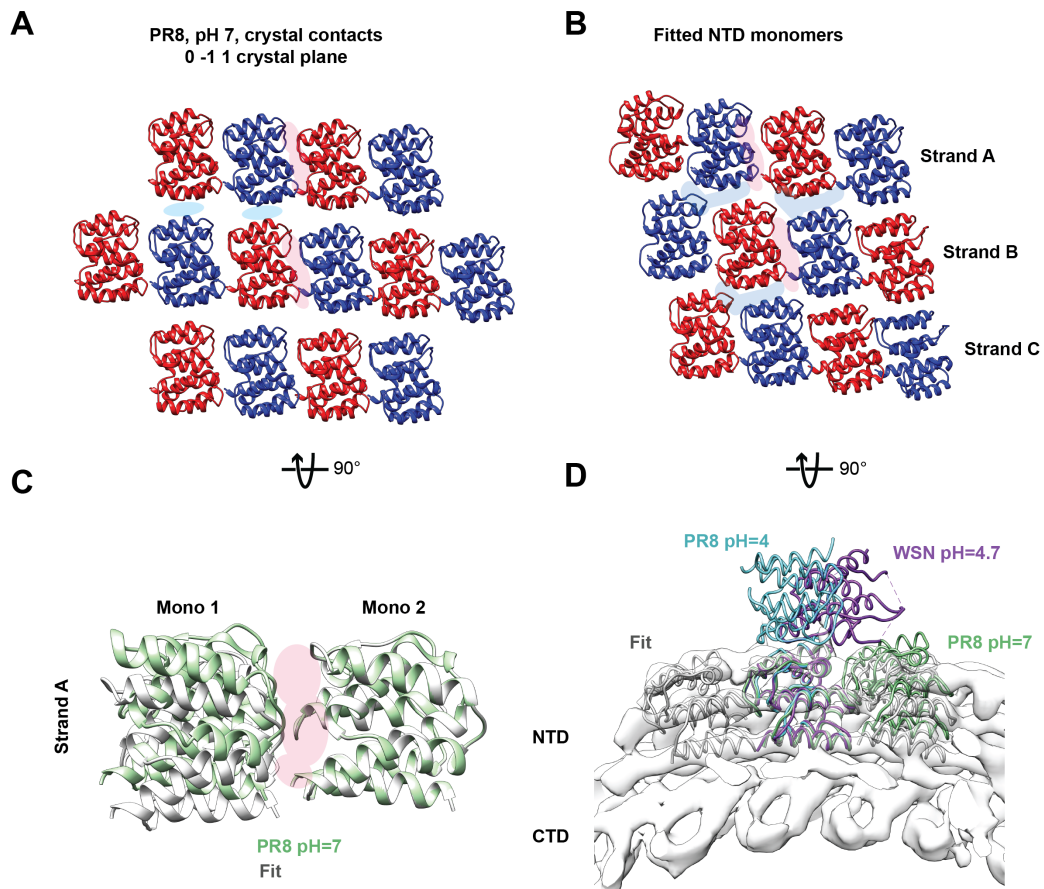 A
PR8, pH 7, crystal contacts
0 -1 1 crystal plane
B
Fitted NTD monomers
Strand A
Strand B
Strand C
90°
90°
C
Mono 1
Mono 2
Strand A
PR8 pH=7
Fit
D
PR8 pH=4
WSN pH=4.7
Fit
PR8 pH=7
NTD
CTD